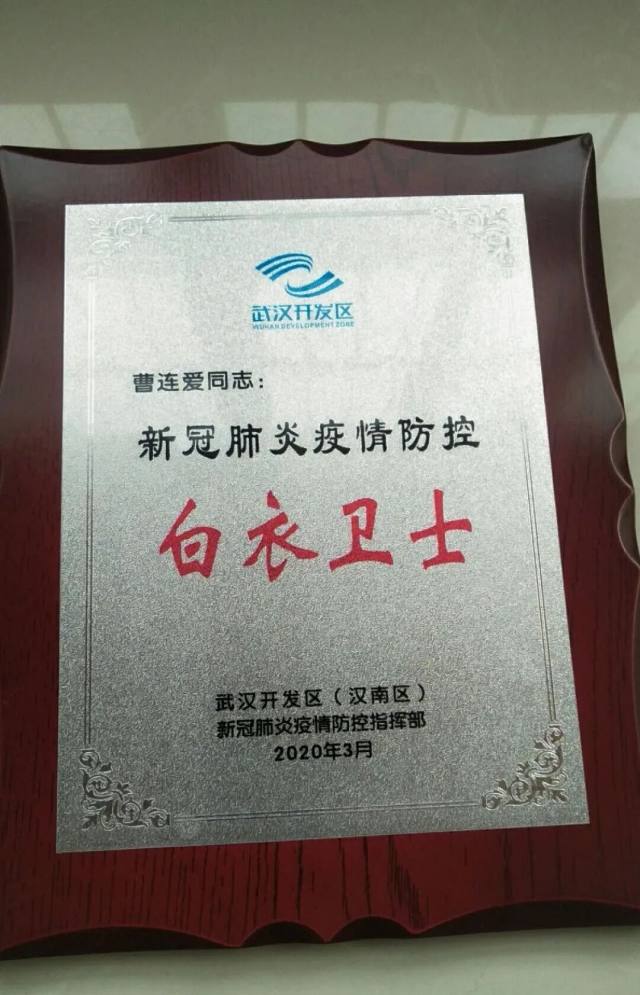 武汉开发区
WUHAN DEVELOPMENT ZONE
曹连爱同志：
新冠肺炎疫情防控
白衣卫士
武汉开发区（汉南区）
新冠肺炎疫情防控指挥部
2020年3月